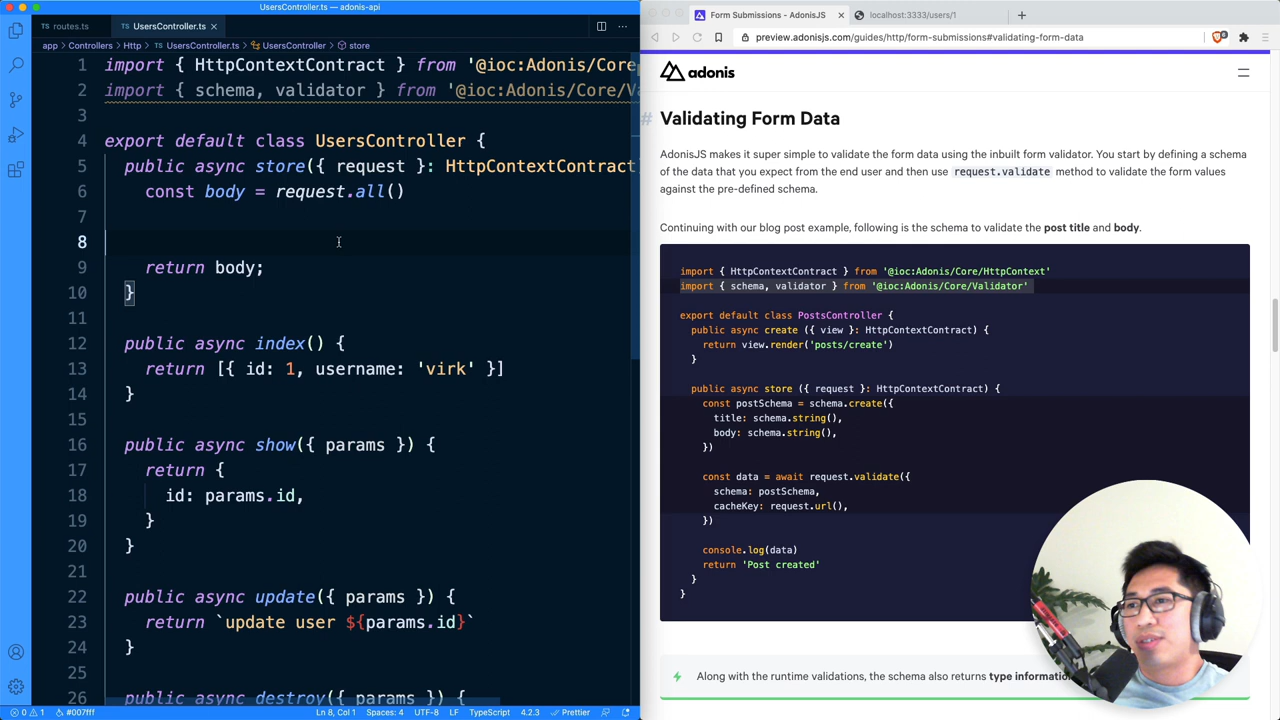 UsersController.ts — adonis-api
routes.ts
UsersController.ts
app > Controllers > Http > UsersController.ts > UsersController > store
1 import { HttpContextContract } from '@ioc:Adonis/Core
2 import { schema, validator } from '@ioc:Adonis/Core/Va
3
4 export default class UsersController {
5 public async store({ request }: HttpContextContract)
6 const body = request.all()
7
8
9 return body;
10 }
11
12 public async index() {
13 return [{ id: 1, username: 'virk' }]
14 }
15
16 public async show({ params }) {
17 return {
18 id: params.id,
19 }
20 }
21
22 public async update({ params }) {
23 return `update user ${params.id}`
24 }
25
26 public async destroy({ params }) {
0 1 #007fff
Ln 8, Col 1 Spaces: 4 UTF-8 LF TypeScript 4.2.3 Prettier
Form Submissions - AdonisJS
localhost:3333/users/1
preview.adonisjs.com/guides/http/form-submissions#validating-form-data
adonis
# Validating Form Data
AdonisJS makes it super simple to validate the form data using the inbuilt form validator. You start by defining a schema
of the data that you expect from the end user and then use request.validate method to validate the form values
against the pre-defined schema.
Continuing with our blog post example, following is the schema to validate the post title and body.
import { HttpContextContract } from '@ioc:Adonis/Core/HttpContext'
import { schema, validator } from '@ioc:Adonis/Core/Validator'
export default class PostsController {
public async create ({ view }: HttpContextContract) {
return view.render('posts/create')
}
public async store ({ request }: HttpContextContract) {
const postSchema = schema.create({
title: schema.string(),
body: schema.string(),
})
const data = await request.validate({
schema: postSchema,
cacheKey: request.url(),
})
console.log(data)
return 'Post created'
}
}
Along with the runtime validations, the schema also returns type information